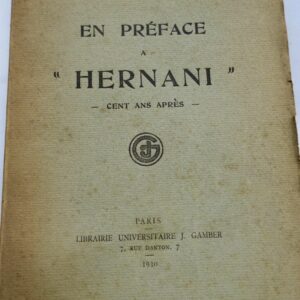 EN PRÉFACE
A
" HERNANI "
— CENT ANS APRÈS —
PARIS
LIBRAIRIE UNIVERSITAIRE J. GAMBER
7, RUE DANTON, 7
1930